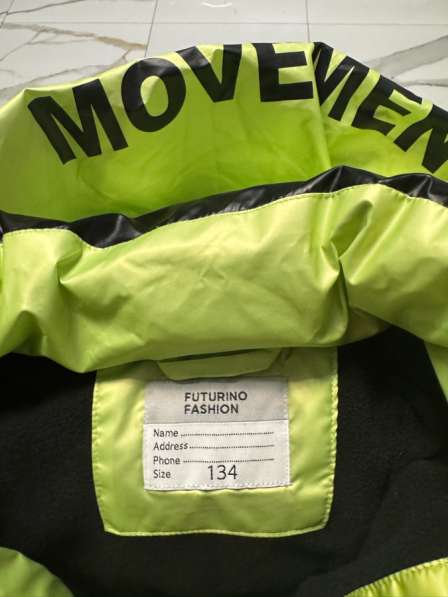 MOVEMEN
FUTURINO
FASHION
Name
Address
Phone
Size 134